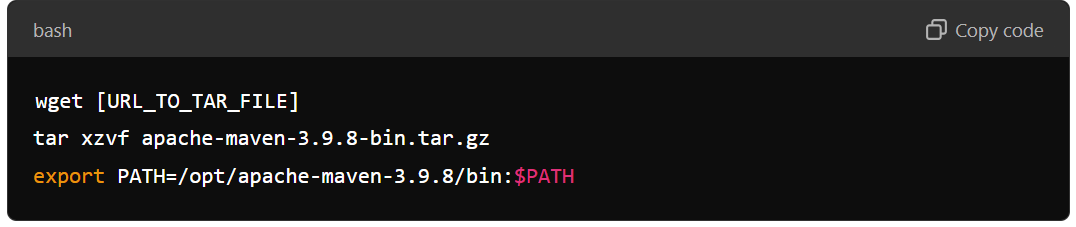 bash
Copy code
wget [URL_TO_TAR_FILE]
tar xzvf apache-maven-3.9.8-bin.tar.gz
export PATH=/opt/apache-maven-3.9.8/bin:$PATH